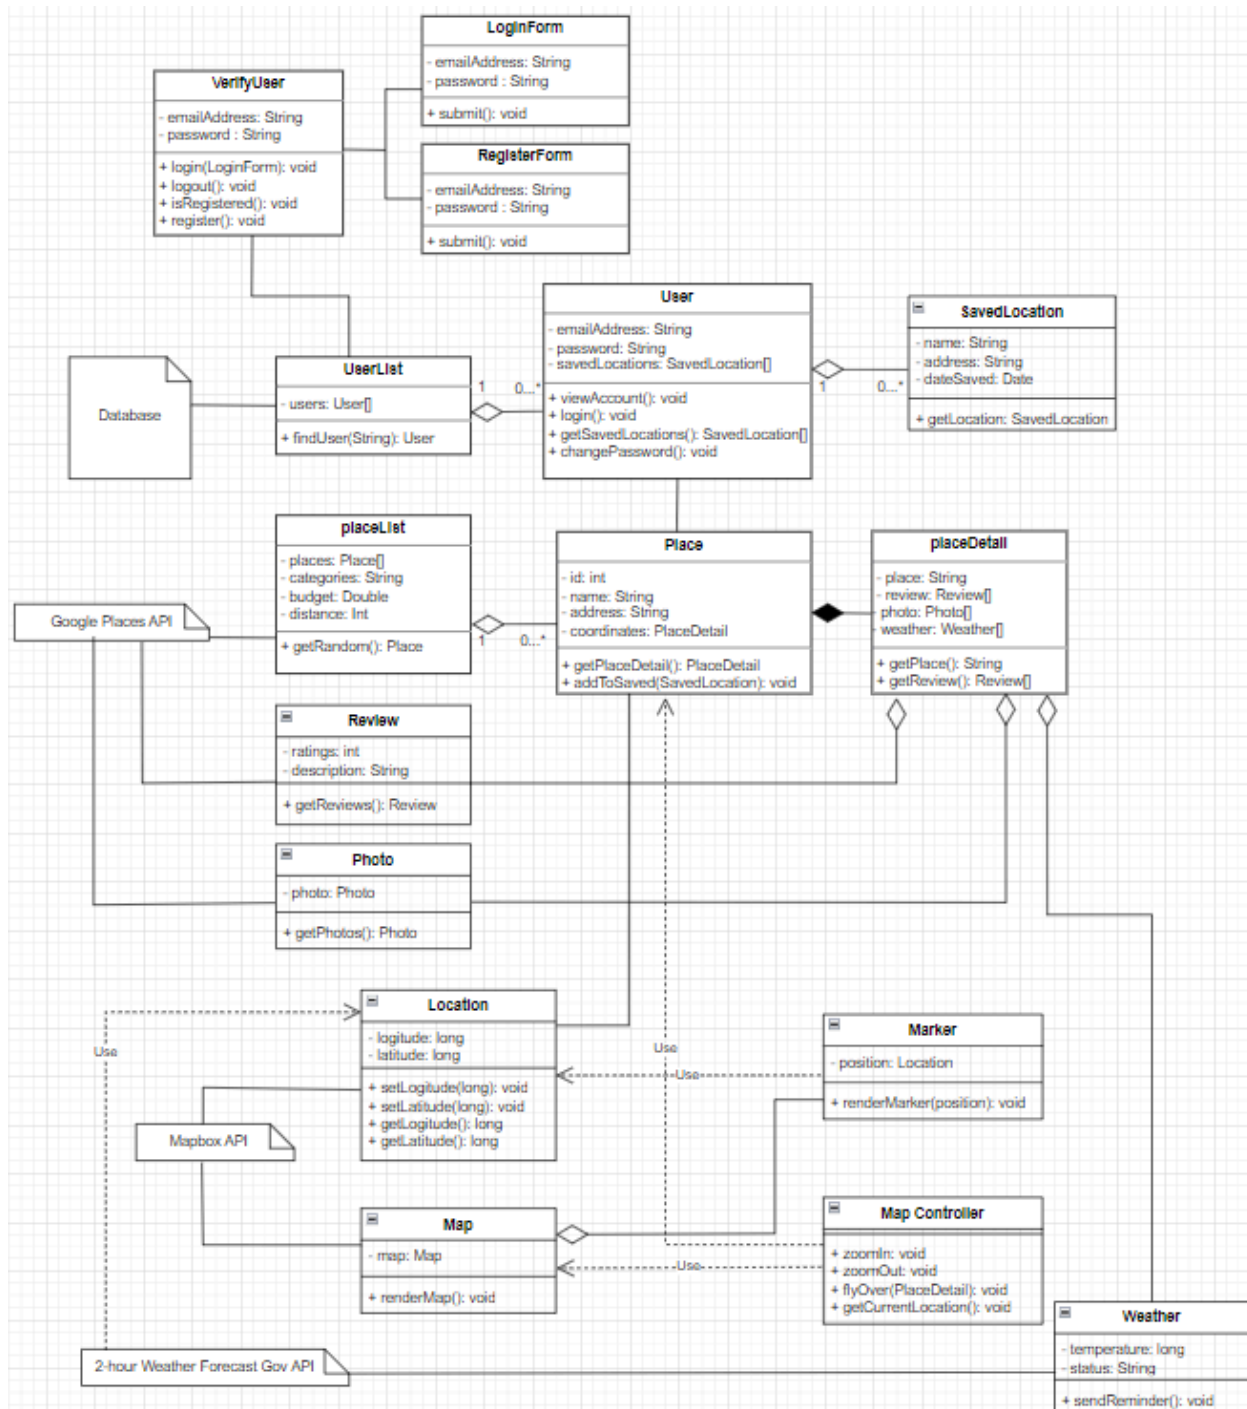 LoginForm
- emailAddress: String
- password : String
+ submit(): void
VerifyUser
- emailAddress: String
- password : String
+ login(LoginForm): void
+ logout(): void
+ isRegistered(): void
+ register(): void
RegisterForm
- emailAddress: String
- password : String
+ submit(): void
User
- emailAddress: String
- password: String
- savedLocations: SavedLocation[]
+ viewAccount(): void
+ login(): void
+ getSavedLocations(): SavedLocation[]
+ changePassword(): void
SavedLocation
- name: String
- address: String
- dateSaved: Date
+ getLocation: SavedLocation
1
0...*
Database
UserList
- users: User[]
+ findUser(String): User
1
0...*
placeList
- places: Place[]
- categories: String
- budget: Double
- distance: Int
+ getRandom(): Place
1
0...*
Place
- id: int
- name: String
- address: String
- coordinates: PlaceDetail
+ getPlaceDetail(): PlaceDetail
+ addToSaved(SavedLocation): void
placeDetail
- place: String
- review: Review[]
- photo: Photo[]
- weather: Weather[]
+ getPlace(): String
+ getReview(): Review[]
Google Places API
Review
- ratings: int
- description: String
+ getReviews(): Review
Photo
- photo: Photo
+ getPhotos(): Photo
Location
- logitude: long
- latitude: long
+ setLogitude(long): void
+ setLatitude(long): void
+ getLogitude(): long
+ getLatitude(): long
Use
Use
Use
Marker
- position: Location
+ renderMarker(position): void
Mapbox API
Map
- map: Map
+ renderMap(): void
Use
Map Controller
+ zoomIn: void
+ zoomOut: void
+ flyOver(PlaceDetail): void
+ getCurrentLocation(): void
2-hour Weather Forecast Gov API
Weather
- temperature: long
- status: String
+ sendReminder(): void